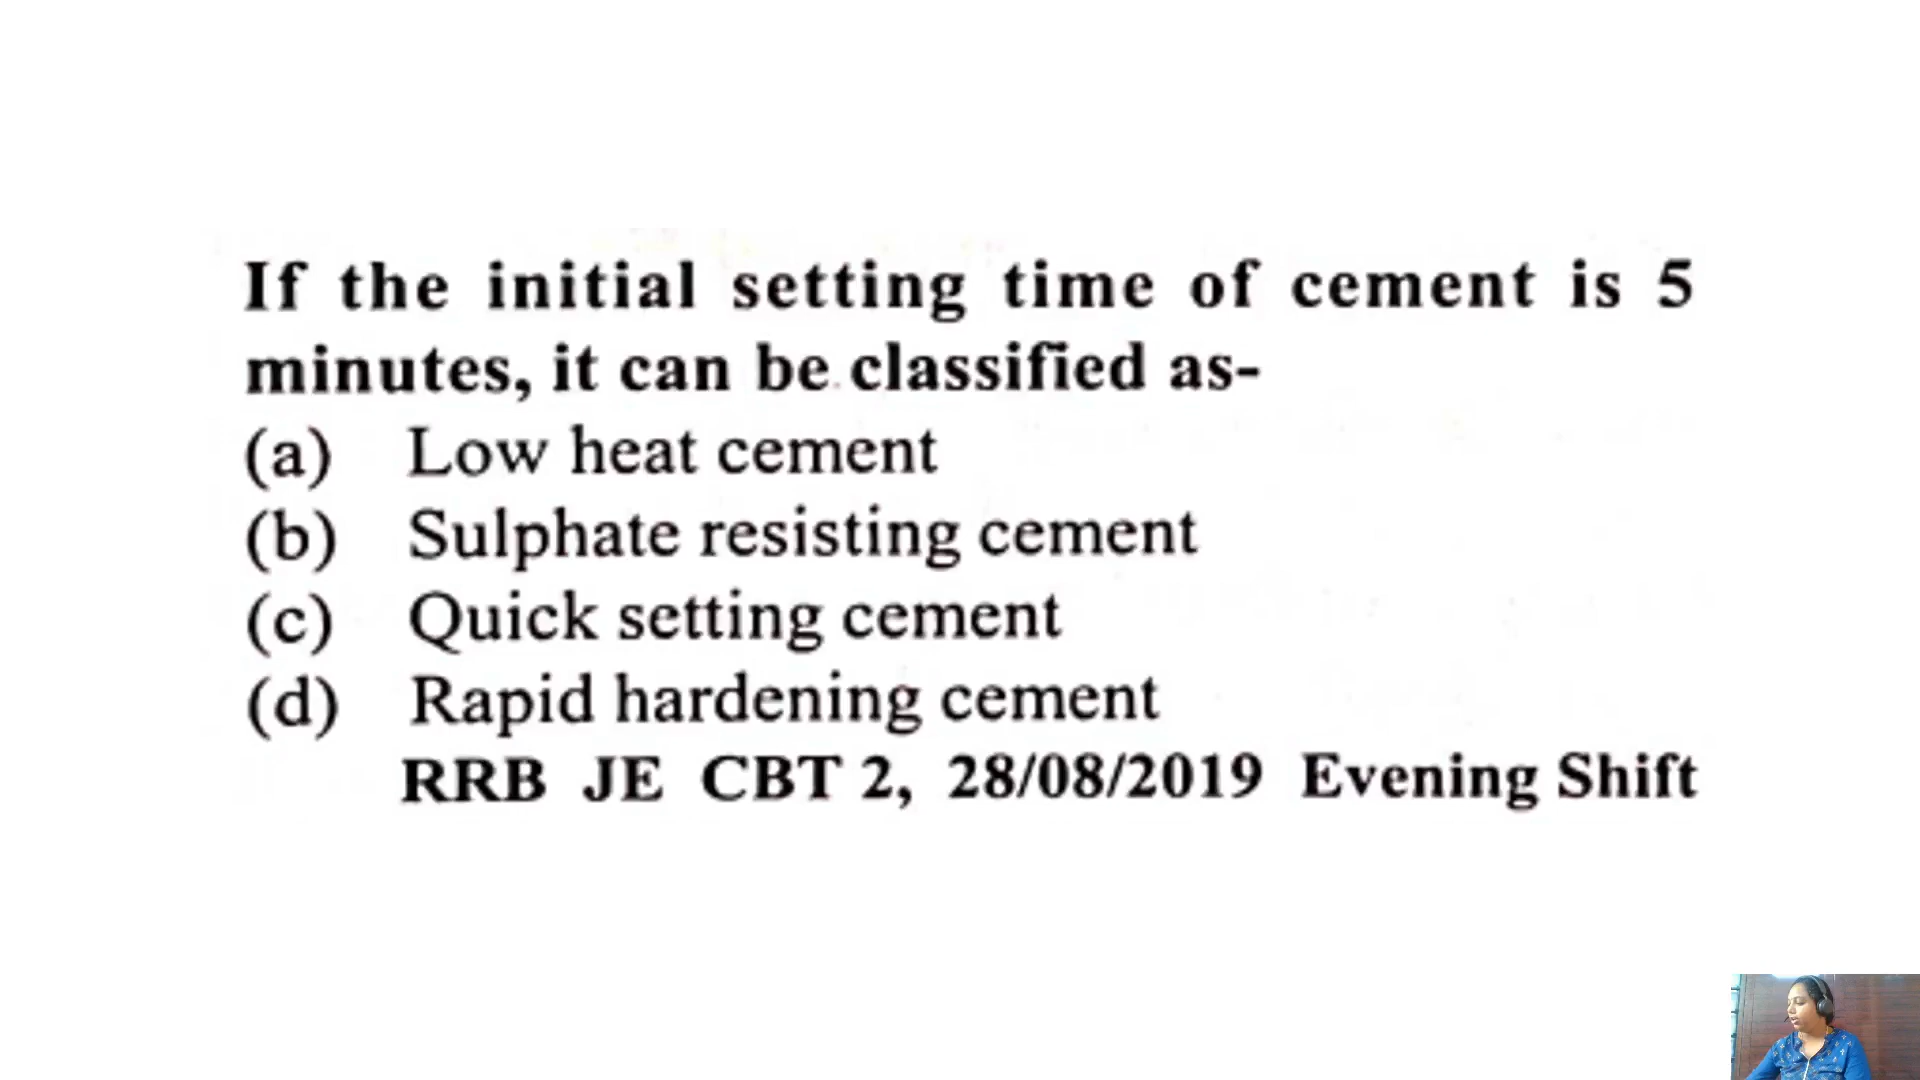 If the initial setting time of cement is 5
minutes, it can be classified as-
(a) Low heat cement
(b) Sulphate resisting cement
(c) Quick setting cement
(d) Rapid hardening cement
RRB JE CBT 2, 28/08/2019 Evening Shift